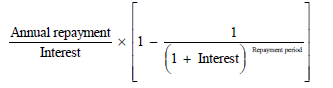 Annual repayment
Interest
× [ 1 −
1
( 1 + Interest ) Repayment period
]